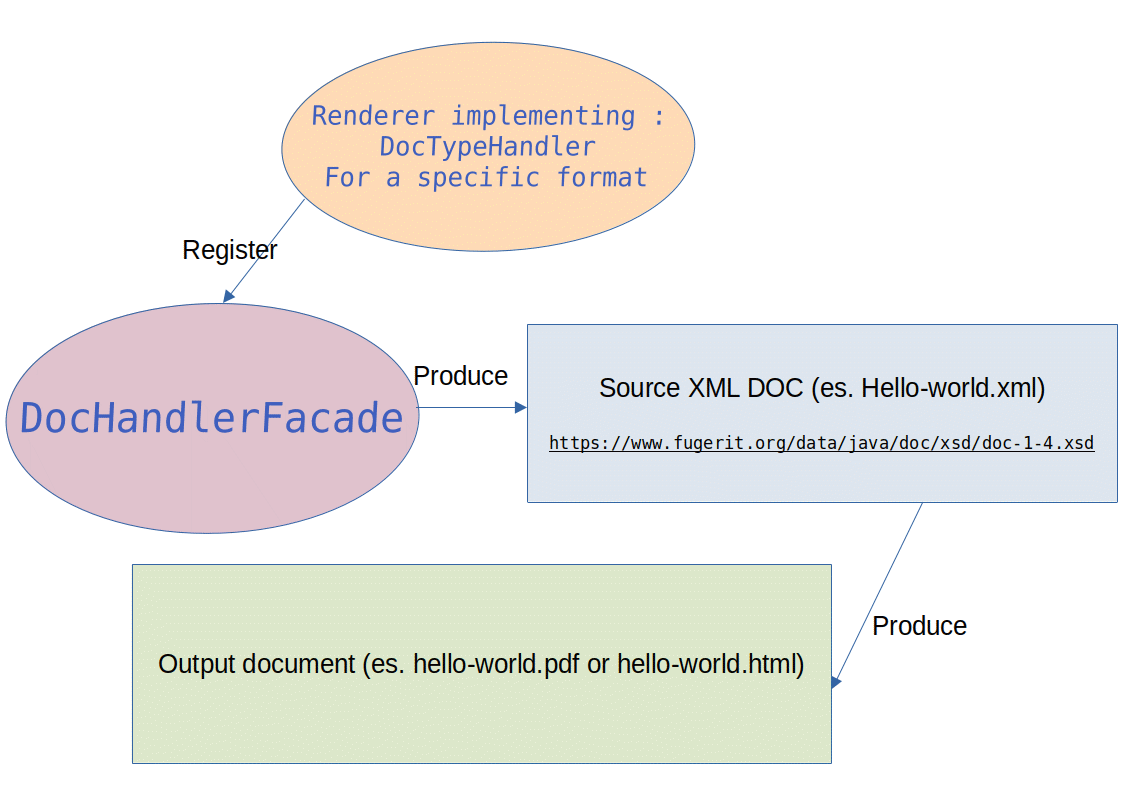 Renderer implementing :
DocTypeHandler
For a specific format
Register
DocHandlerFacade
Produce
Source XML DOC (es. Hello-world.xml)
https://www.fugerit.org/data/java/doc/xsd/doc-1-4.xsd
Produce
Output document (es. hello-world.pdf or hello-world.html)